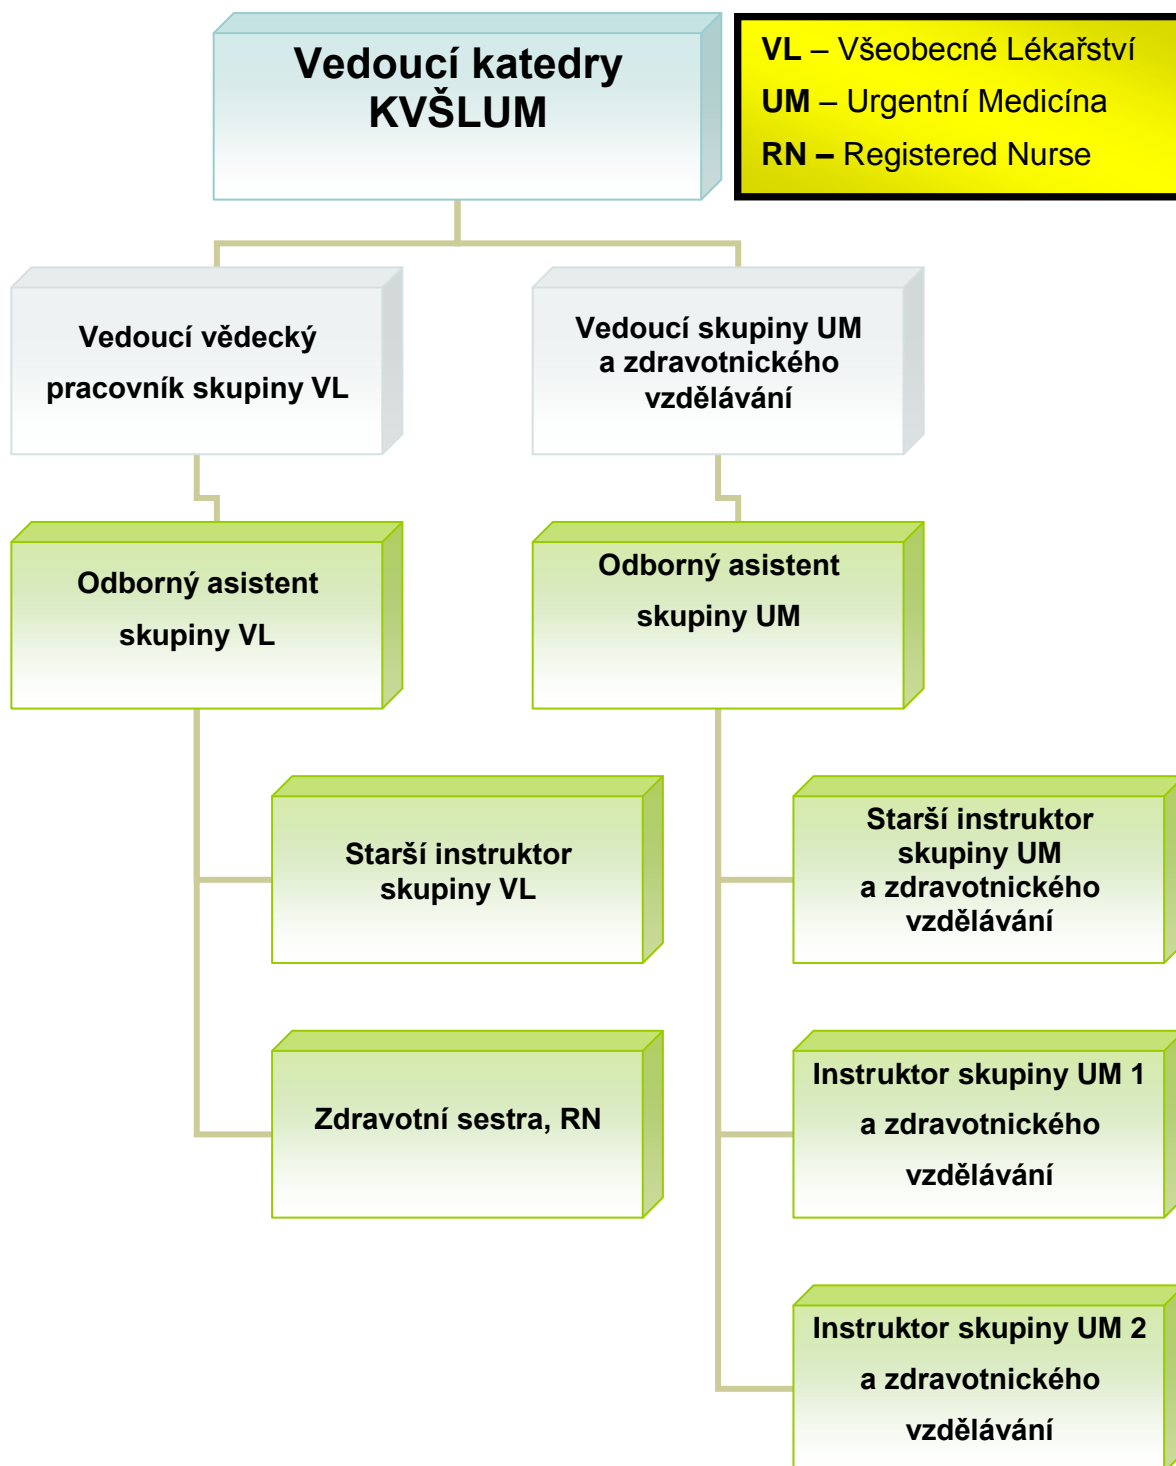 Vedoucí katedry
KVŠLUM
VL – Všeobecné Lékařství
UM – Urgentní Medicína
RN – Registered Nurse
Vedoucí vědecký
pracovník skupiny VL
Vedoucí skupiny UM
a zdravotnického
vzdělávání
Odborný asistent
skupiny VL
Odborný asistent
skupiny UM
Starší instruktor
skupiny VL
Starší instruktor
skupiny UM
a zdravotnického
vzdělávání
Zdravotní sestra, RN
Instruktor skupiny UM 1
a zdravotnického
vzdělávání
Instruktor skupiny UM 2
a zdravotnického
vzdělávání